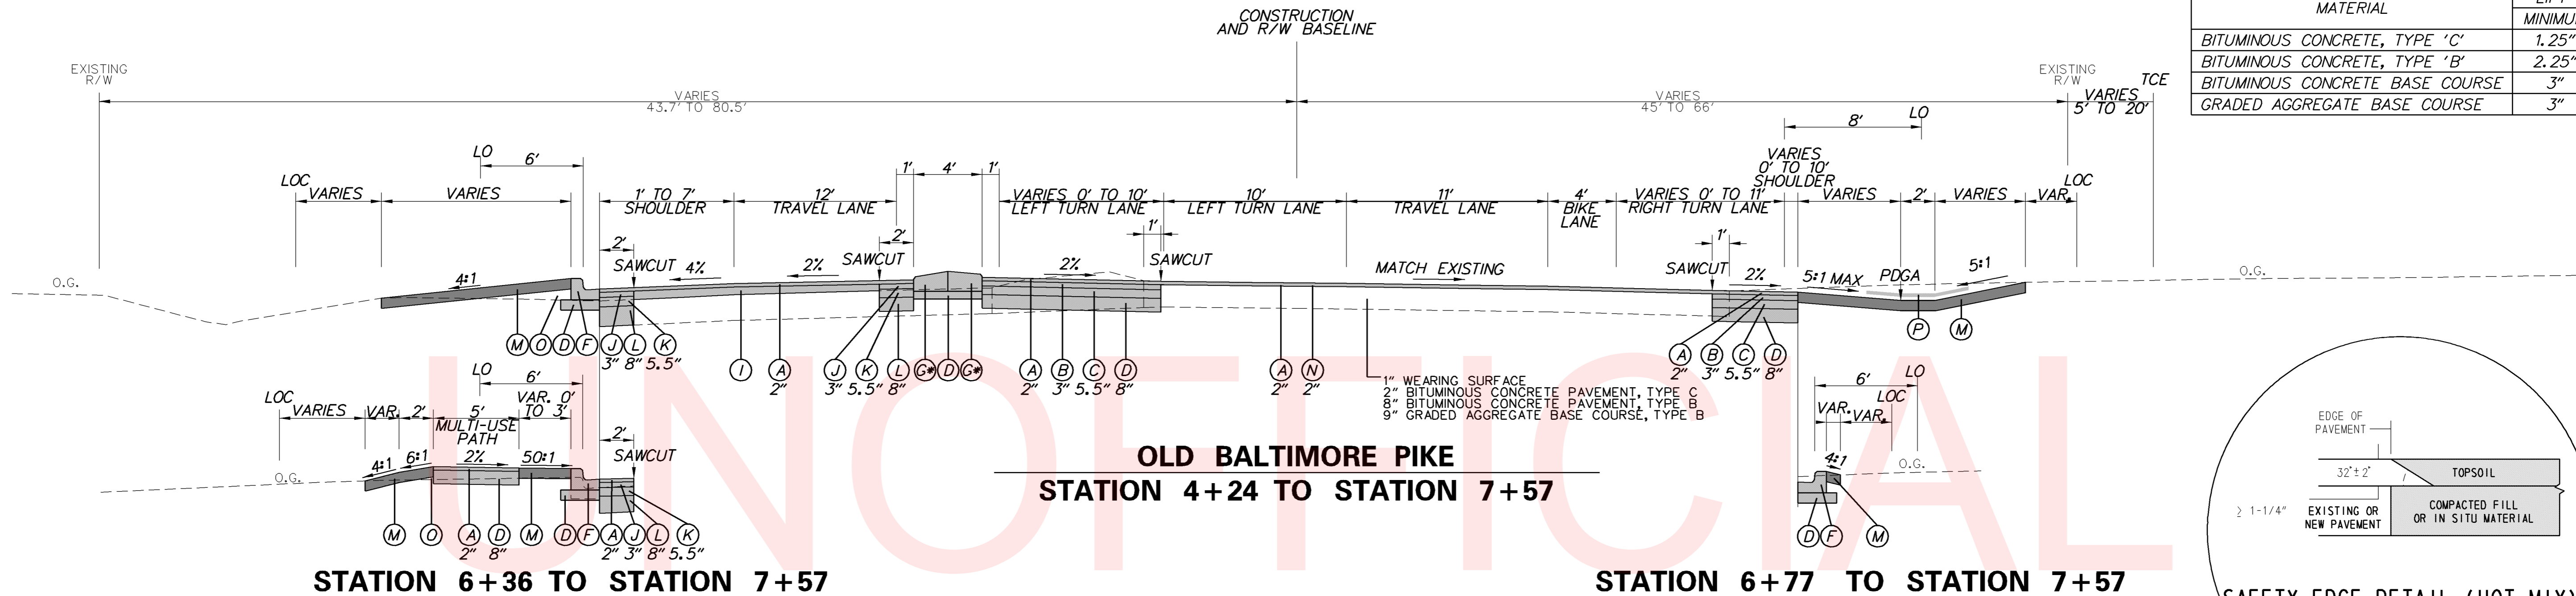 CONSTRUCTION
AND R/W BASELINE
EXISTING
R/W
VARIES
43.7' TO 80.5'
VARIES
45' TO 66'
EXISTING
R/W
TCE
VARIES
5' TO 20'
MATERIAL
MINIMU
BITUMINOUS CONCRETE, TYPE 'C' 1.25"
BITUMINOUS CONCRETE, TYPE 'B' 2.25"
BITUMINOUS CONCRETE BASE COURSE 3"
GRADED AGGREGATE BASE COURSE 3"
LO
6'
8'
LO
LOC
VARIES
VARIES
1' TO 7'
SHOULDER
12'
TRAVEL LANE
1' 4' 1'
VARIES 0' TO 10'
LEFT TURN LANE
10'
LEFT TURN LANE
11'
TRAVEL LANE
4'
BIKE
LANE
VARIES 0' TO 11'
RIGHT TURN LANE
VARIES
0' TO 10'
SHOULDER
VARIES
2'
VARIES
VAR.
LOC
2'
2'
1'
1'
O.G.
4:1
SAWCUT
4%
2%
SAWCUT
2%
SAWCUT
MATCH EXISTING
SAWCUT
2%
5:1 MAX
PDGA
5:1
O.G.
M O D F J L K
3" 8" 5.5"
I A
2"
J K L G* D G*
3" 5.5" 8"
A B C D
2" 3" 5.5" 8"
A N
2" 2"
1" WEARING SURFACE
2" BITUMINOUS CONCRETE PAVEMENT, TYPE C
8" BITUMINOUS CONCRETE PAVEMENT, TYPE B
9" GRADED AGGREGATE BASE COURSE, TYPE B
A B C D
2" 3" 5.5" 8"
P M
LO
6'
LOC
VARIES
VAR.
2'
5'
MULTI-USE
PATH
VAR. 0'
TO 3'
2'
4:1
6:1
2%
50:1
SAWCUT
O.G.
M O A D M D F A J L K
2" 8" 2" 3" 8" 5.5"
6'
LO
LOC
VAR.
VAR.
4:1
O.G.
D F M
OLD BALTIMORE PIKE
STATION 4+24 TO STATION 7+57
STATION 6+36 TO STATION 7+57
STATION 6+77 TO STATION 7+57
UNOFFICIAL
EDGE OF
PAVEMENT
32°±2°
TOPSOIL
≥ 1-1/4"
EXISTING OR
NEW PAVEMENT
COMPACTED FILL
OR IN SITU MATERIAL
SAFETY EDGE DETAIL (HOT MIX)